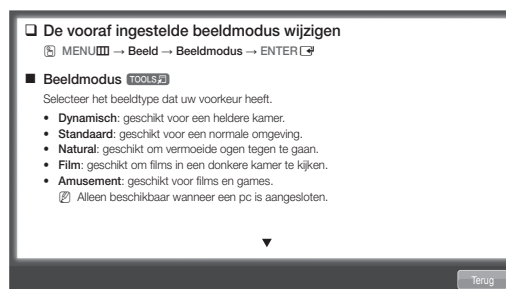 De vooraf ingestelde beeldmodus wijzigen
MENU → Beeld → Beeldmodus → ENTER
Beeldmodus TOOLS
Selecteer het beeldtype dat uw voorkeur heeft.
• Dynamisch: geschikt voor een heldere kamer.
• Standaard: geschikt voor een normale omgeving.
• Natural: geschikt om vermoeide ogen tegen te gaan.
• Film: geschikt om films in een donkere kamer te kijken.
• Amusement: geschikt voor films en games.
Alleen beschikbaar wanneer een pc is aangesloten.
▼
Terug